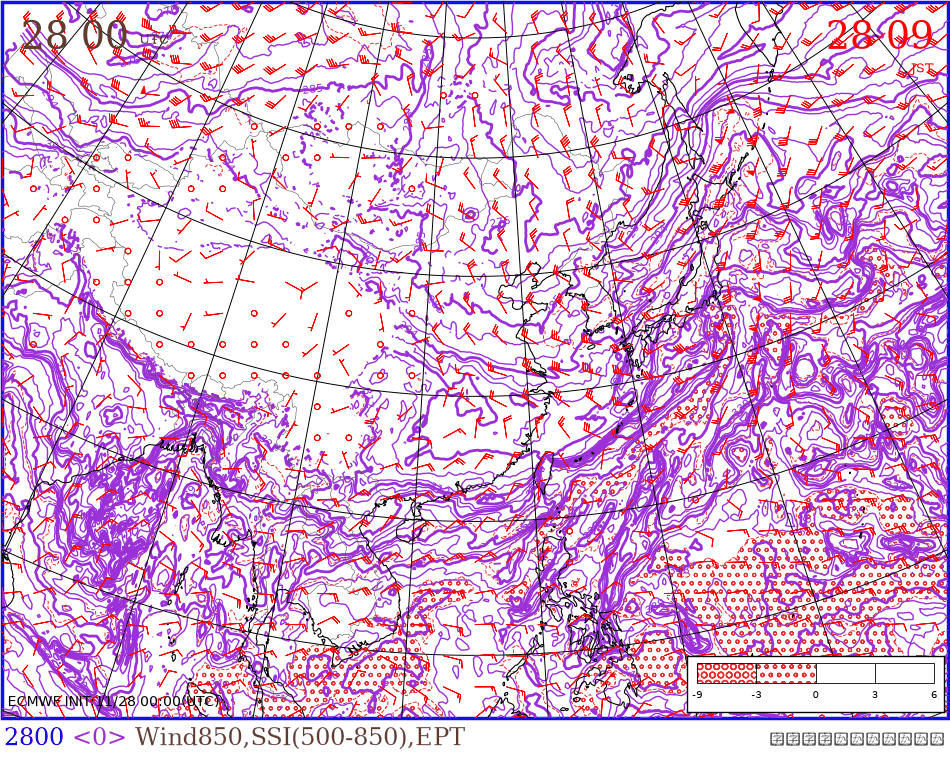 28 00 UTC
28 09
JST
ECMWF,INIT:11/28 00:00(UTC)
-9 -3 0 3 6
2800 <0> Wind850,SSI(500-850),EPT